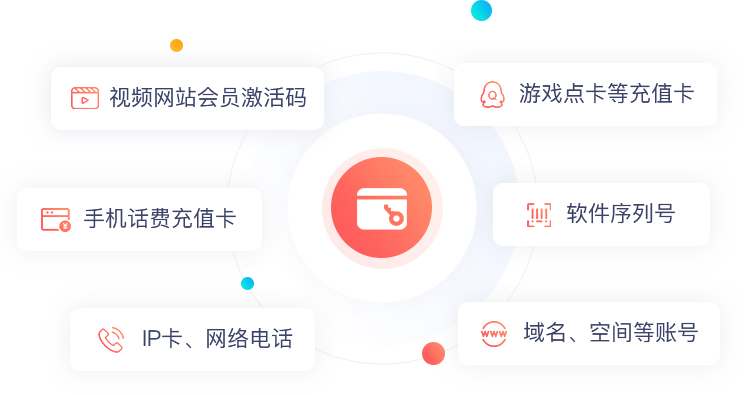 视频网站会员激活码
游戏点卡等充值卡
手机话费充值卡
软件序列号
IP卡、网络电话
域名、空间等账号
www